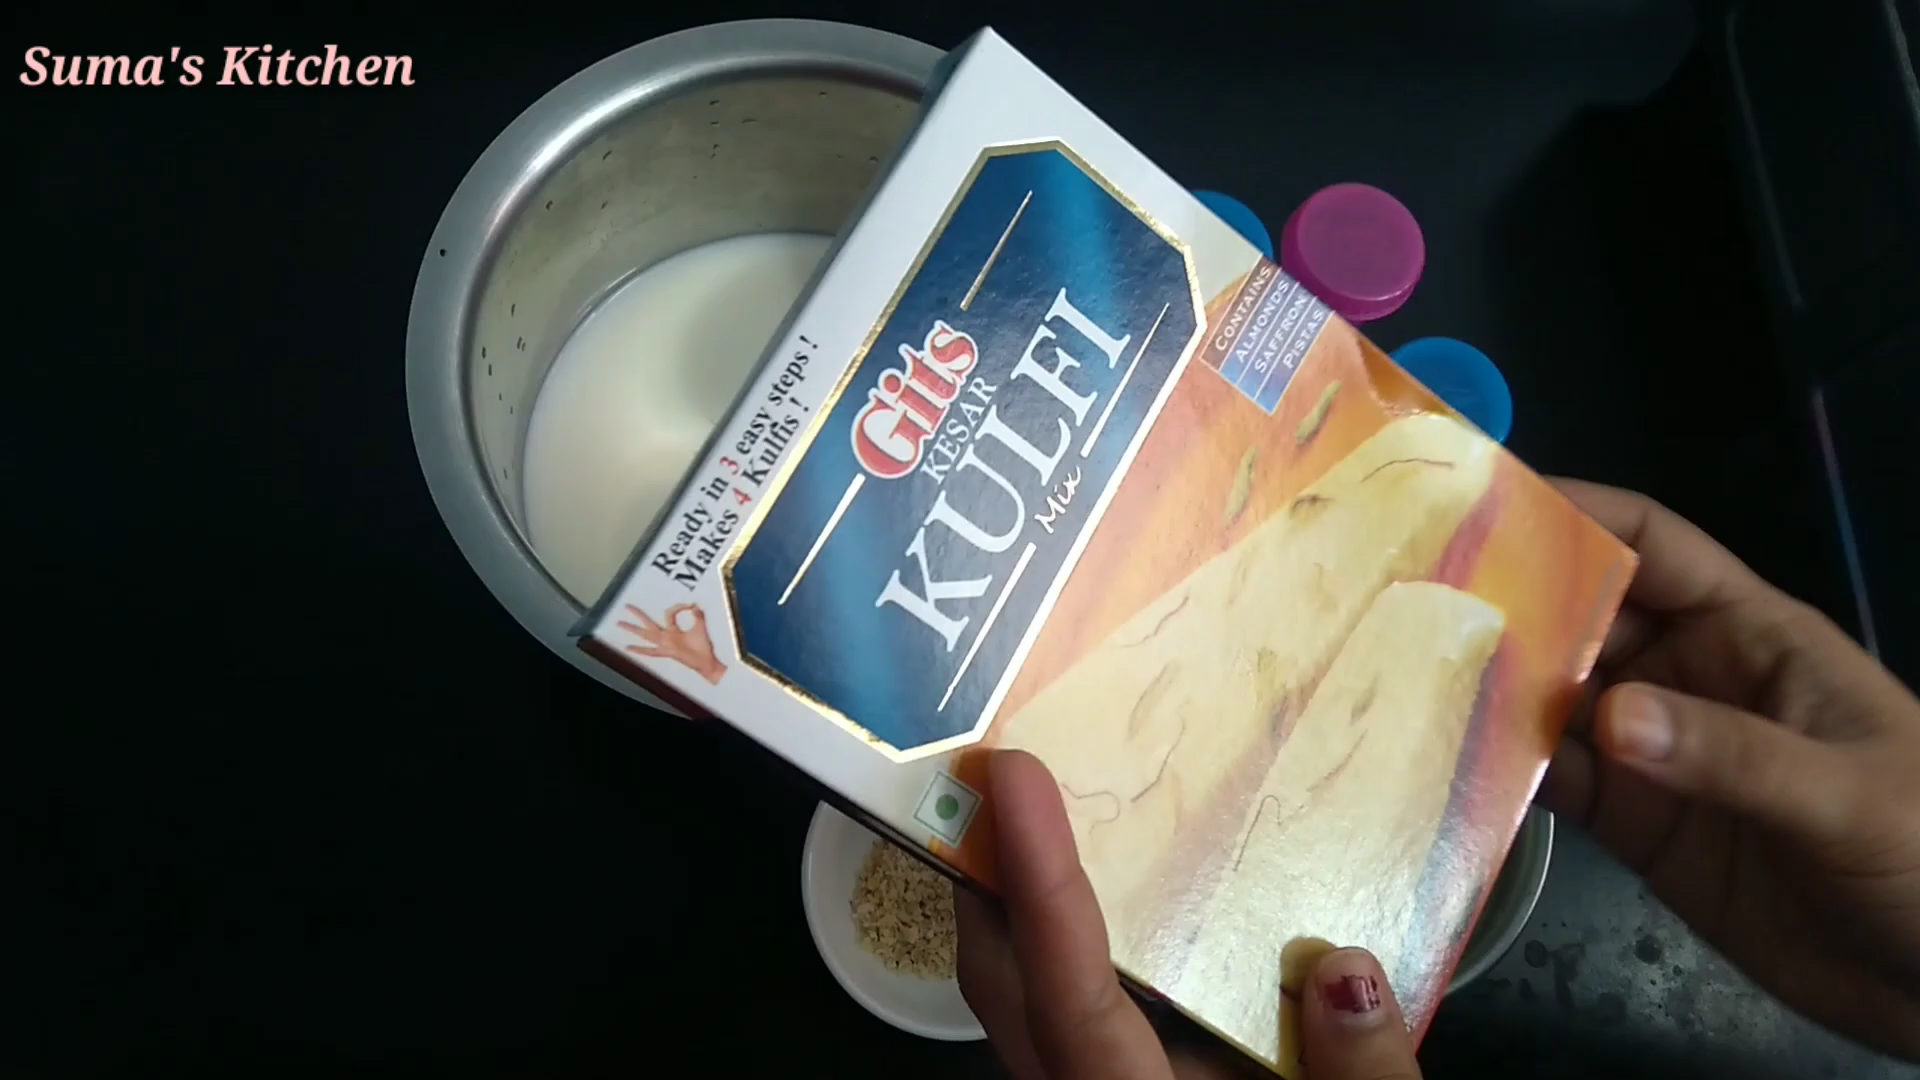 Suma's Kitchen
Ready in 3 easy steps !
Makes 4 Kulfis !
Gits
KESAR
KULFI
Mix
CONTAINS
ALMONDS
SAFFRON
PISTAS